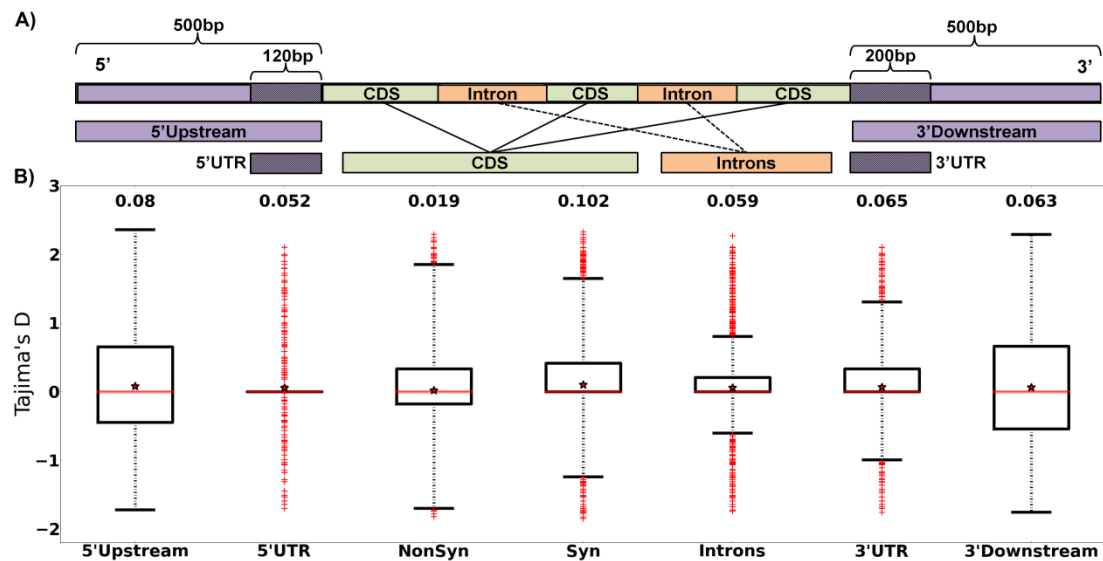 A)
500bp
500bp
120bp
200bp
5’
3’
CDS Intron CDS Intron CDS
5’Upstream
3’Downstream
5’UTR
CDS
Introns
3’UTR
B)
3
0.08 0.052 0.019 0.102 0.059 0.065 0.063
2
1
0
−1
−2
Tajima's D
5'Upstream 5'UTR NonSyn Syn Introns 3'UTR 3'Downstream